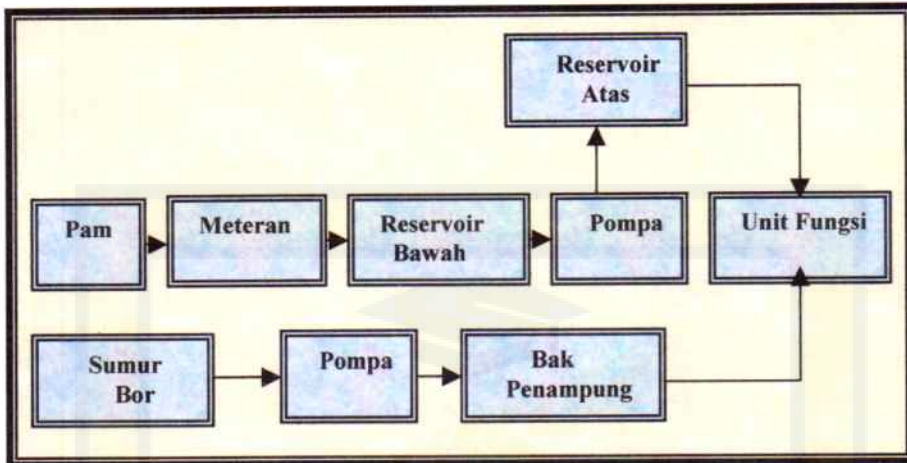 Reservoir
Atas
Pam
Meteran
Reservoir
Bawah
Pompa
Unit Fungsi
Sumur
Bor
Pompa
Bak
Penampung